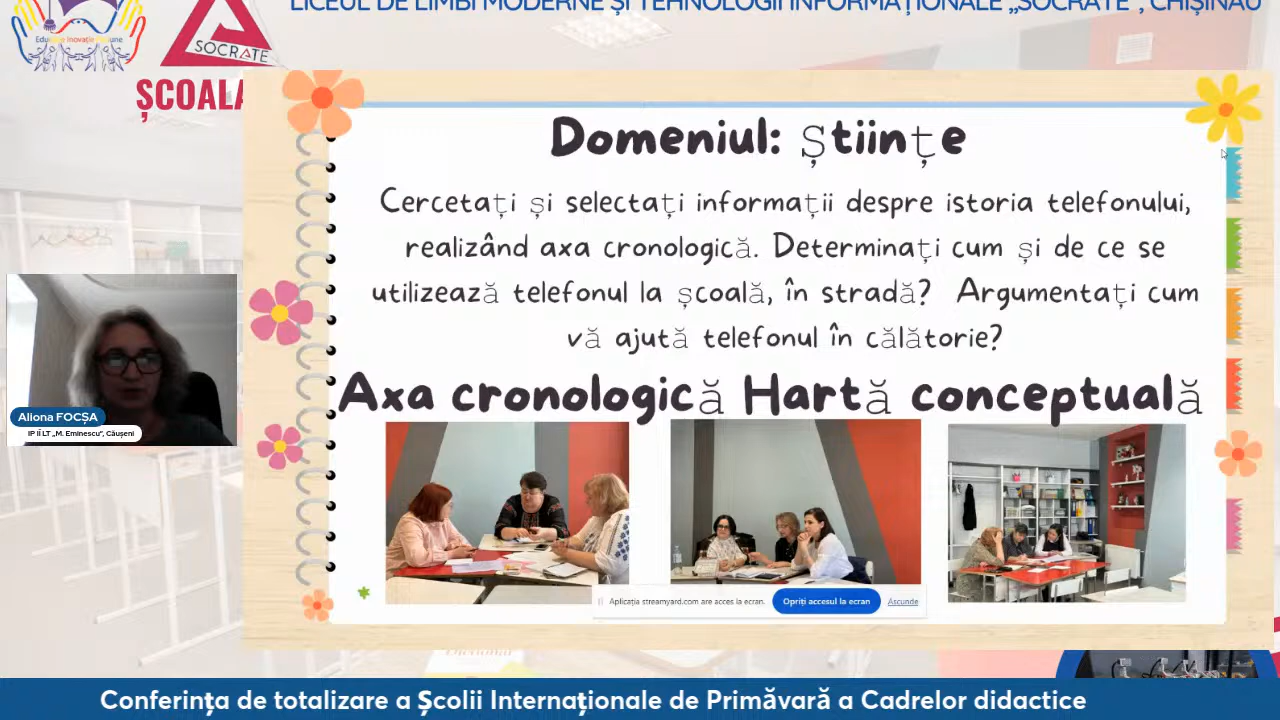 LICEUL DE LIMBI MODERNE ȘI TEHNOLOGII INFORMAȚIONALE „SOCRATE", CHIȘINĂU
SOCRATE
ȘCOALA
Domeniul: Științe
Cercetați și selectați informații despre istoria telefonului,
realizând axa cronologică. Determinați cum și de ce se
utilizează telefonul la școală, în stradă? Argumentați cum
vă ajută telefonul în călătorie?
Axa cronologică Hartă conceptuală
Aliona FOCȘA
IP ÎÎ LT „M. Eminescu", Căușeni
Aplicația streamyard.com are acces la ecran.
Opriți accesul la ecran
Ascunde
Conferința de totalizare a Școlii Internaționale de Primăvară a Cadrelor didactice